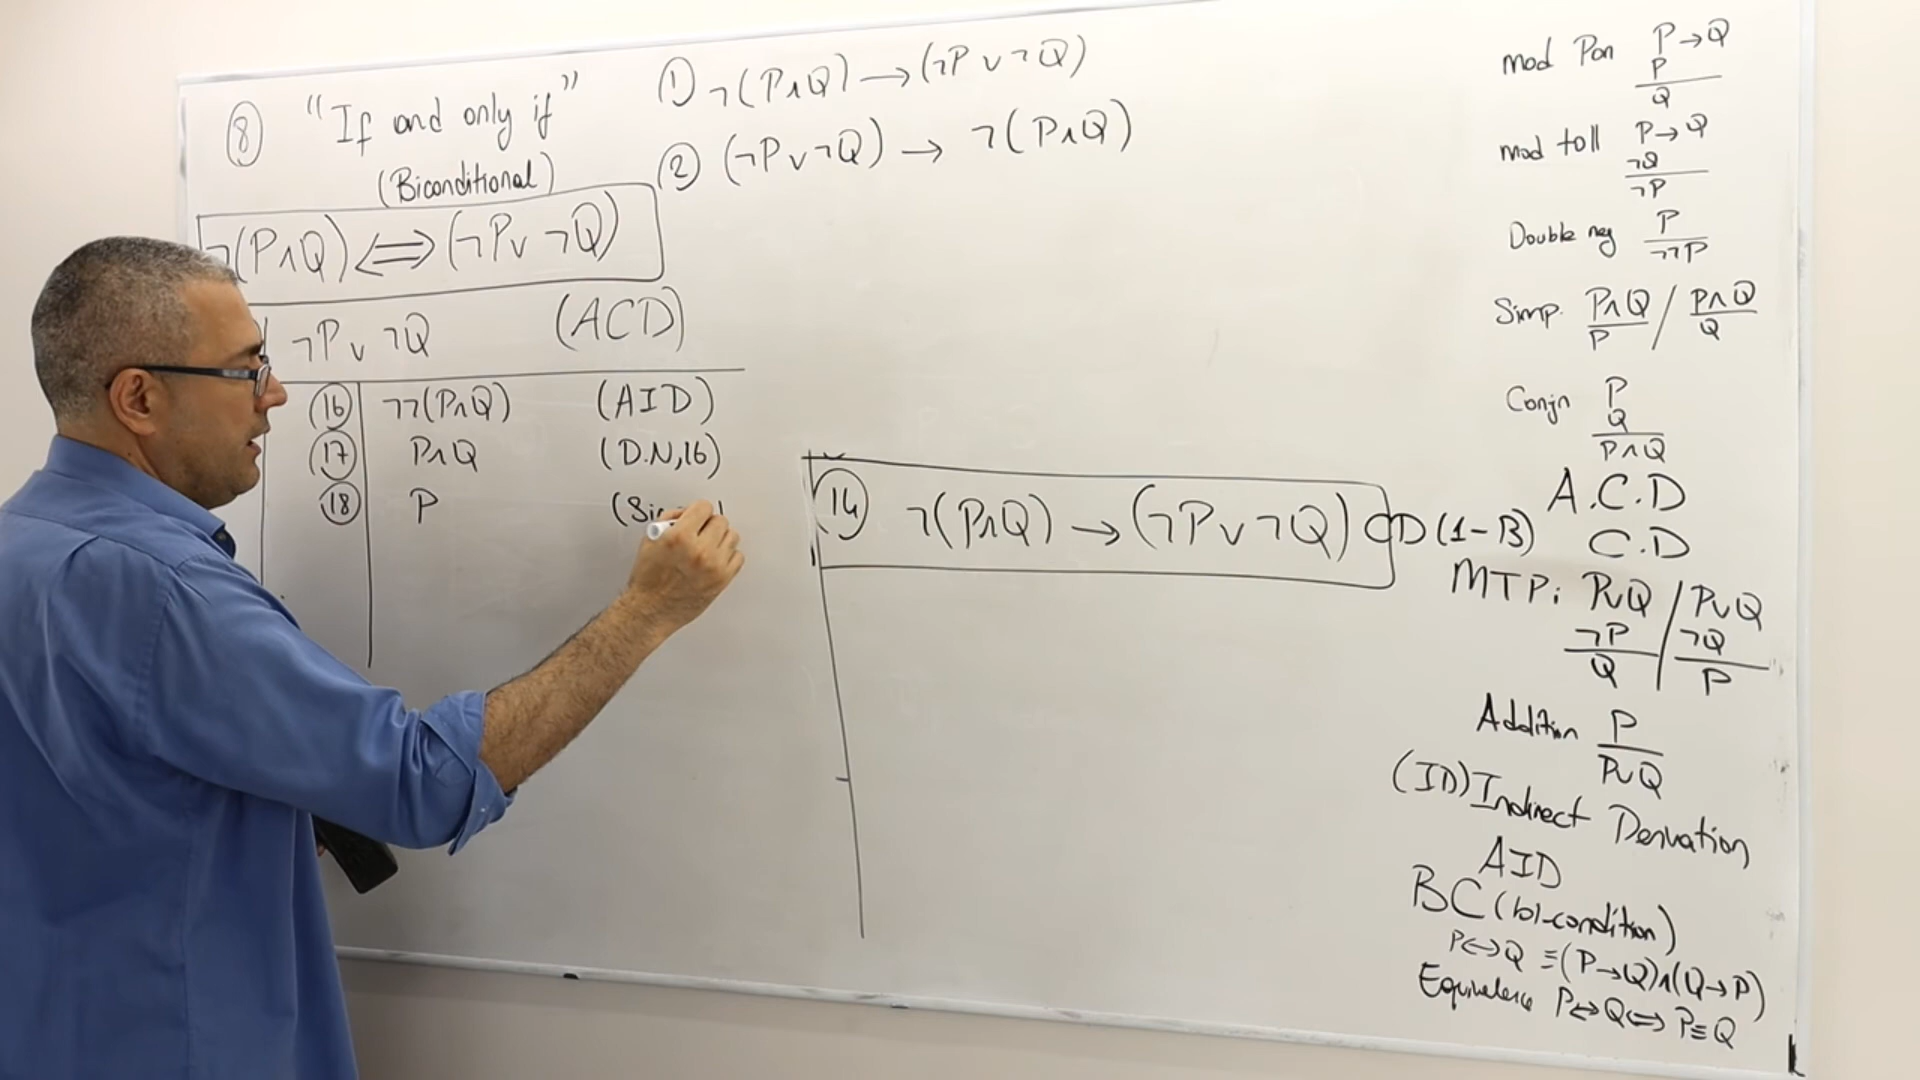 ⑧ "If and only if"
(Biconditional)
¬(P∧Q) ⟺ (¬P∨¬Q)
① ¬(P∧Q) → (¬P∨¬Q)
② (¬P∨¬Q) → ¬(P∧Q)
¬P∨¬Q (ACD)
⑯ ¬¬(P∧Q) (AID)
⑰ P∧Q (D.N,16)
⑱ P
⑭ ¬(P∧Q) → (¬P∨¬Q) CD (1-13)
mod Pon P→Q
P
Q
mod toll P→Q
¬Q
¬P
Double neg P
¬¬P
Simp. P∧Q / P∧Q
P Q
Conjn P
Q
P∧Q
A.C.D
C.D
MTP: P∨Q / P∨Q
¬P ¬Q
Q P
Addition P
P∨Q
(ID) Indirect Derivation
AID
BC (bi-condition)
P↔Q ≡ (P→Q)∧(Q→P)
Equivalence P↔Q ⟺ P≡Q